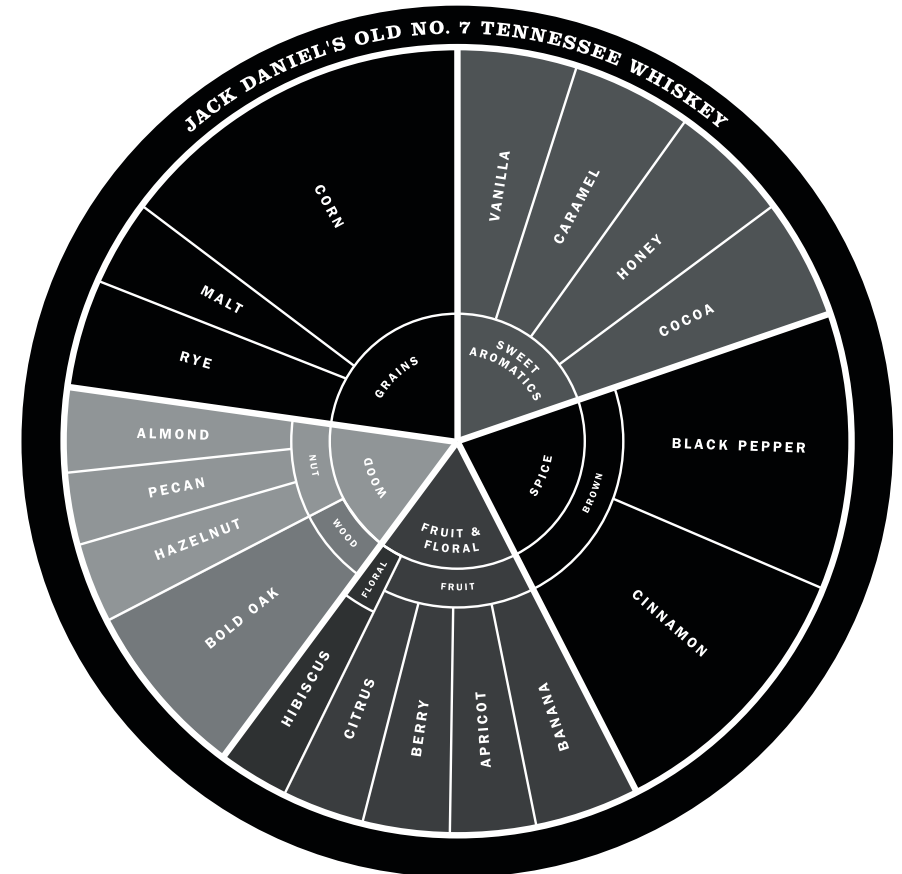 JACK DANIEL'S OLD NO. 7 TENNESSEE WHISKEY
SWEET
AROMATICS
VANILLA
CARAMEL
HONEY
COCOA
SPICE
BROWN
BLACK PEPPER
CINNAMON
FRUIT &
FLORAL
FRUIT
BANANA
APRICOT
BERRY
CITRUS
FLORAL
HIBISCUS
WOOD
WOOD
BOLD OAK
NUT
HAZELNUT
PECAN
ALMOND
GRAINS
RYE
MALT
CORN